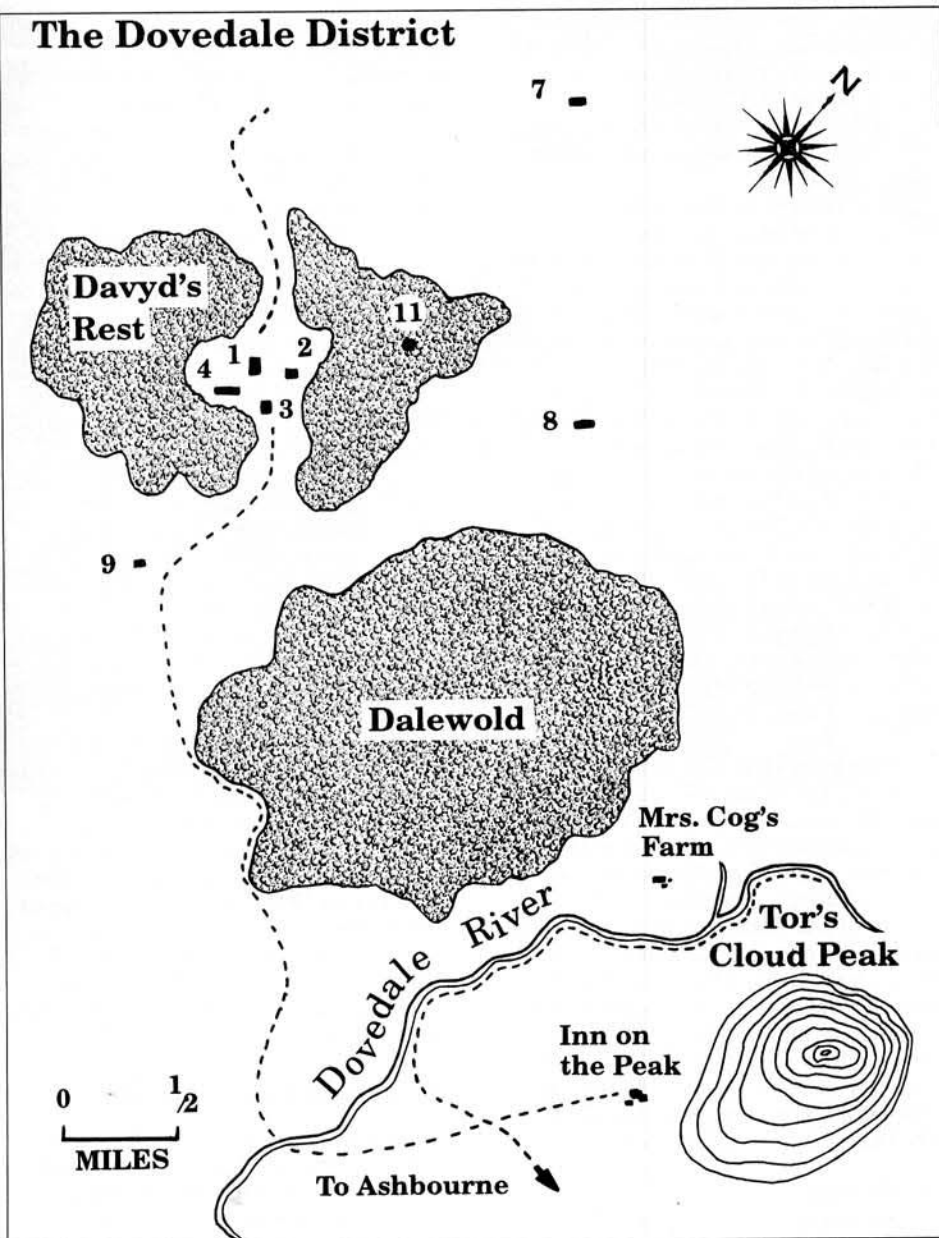 The Dovedale District
7
N
Davyd's
Rest
11
1
2
4
3
8
9
Dalewold
Mrs. Cog's
Farm
Dovedale River
Tor's
Cloud Peak
Inn on
the Peak
0 1/2
MILES
To Ashbourne